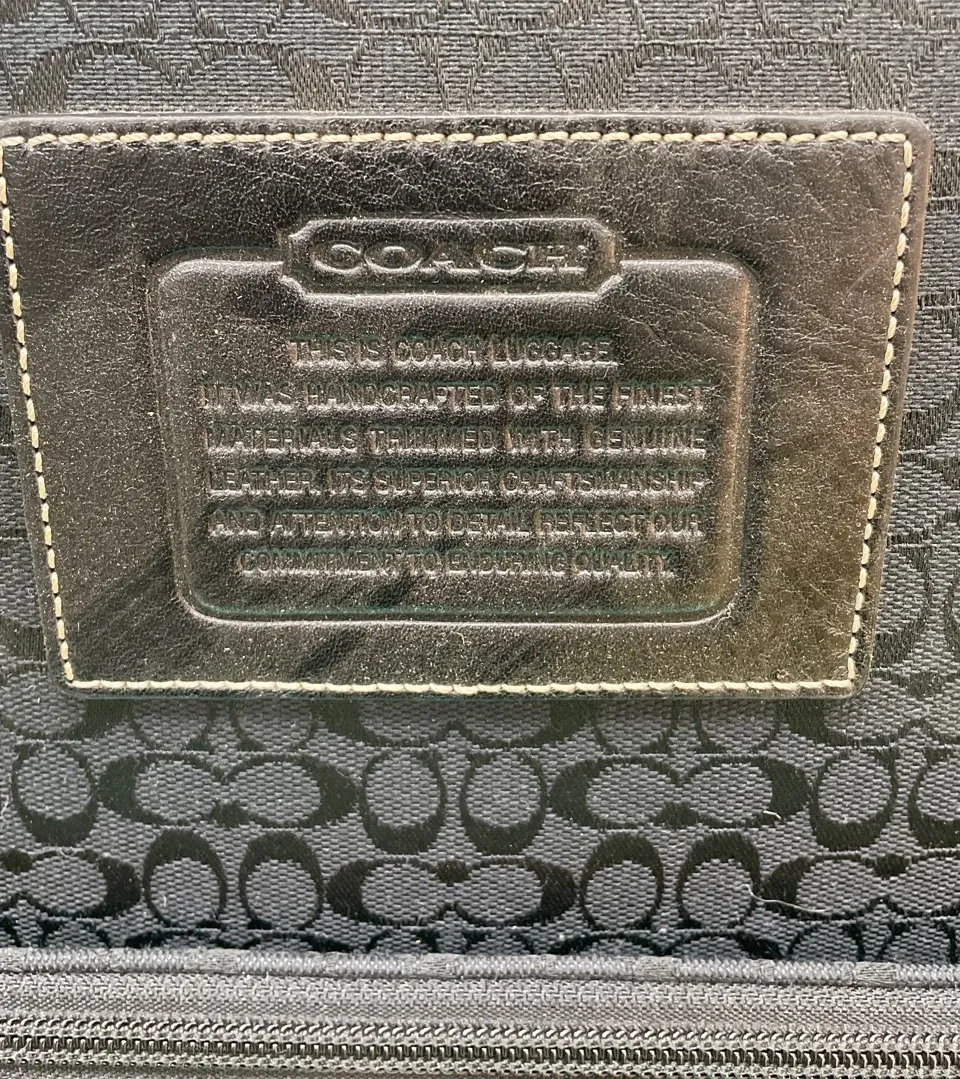 COACH
THIS IS COACH LUGGAGE.
IT WAS HANDCRAFTED OF THE FINEST
MATERIALS TRIMMED WITH GENUINE
LEATHER. ITS SUPERIOR CRAFTSMANSHIP
AND ATTENTION TO DETAIL REFLECT OUR
COMMITMENT TO ENDURING QUALITY.